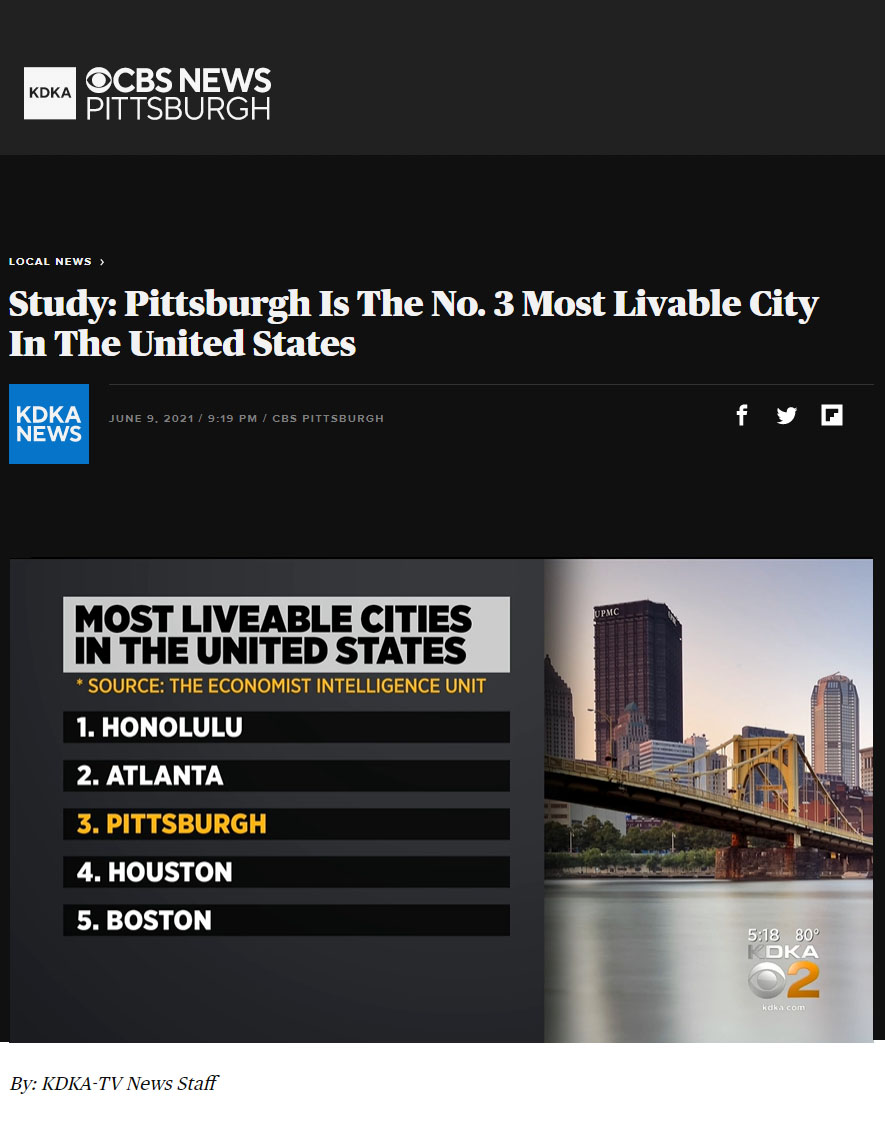 KDKA
CBS NEWS
PITTSBURGH
LOCAL NEWS ›
Study: Pittsburgh Is The No. 3 Most Livable City
In The United States
KDKA
NEWS
JUNE 9, 2021 / 9:19 PM / CBS PITTSBURGH
MOST LIVEABLE CITIES
IN THE UNITED STATES
* SOURCE: THE ECONOMIST INTELLIGENCE UNIT
1. HONOLULU
2. ATLANTA
3. PITTSBURGH
4. HOUSTON
5. BOSTON
UPMC
5:18 80°
KDKA
2
kdka.com
By: KDKA-TV News Staff